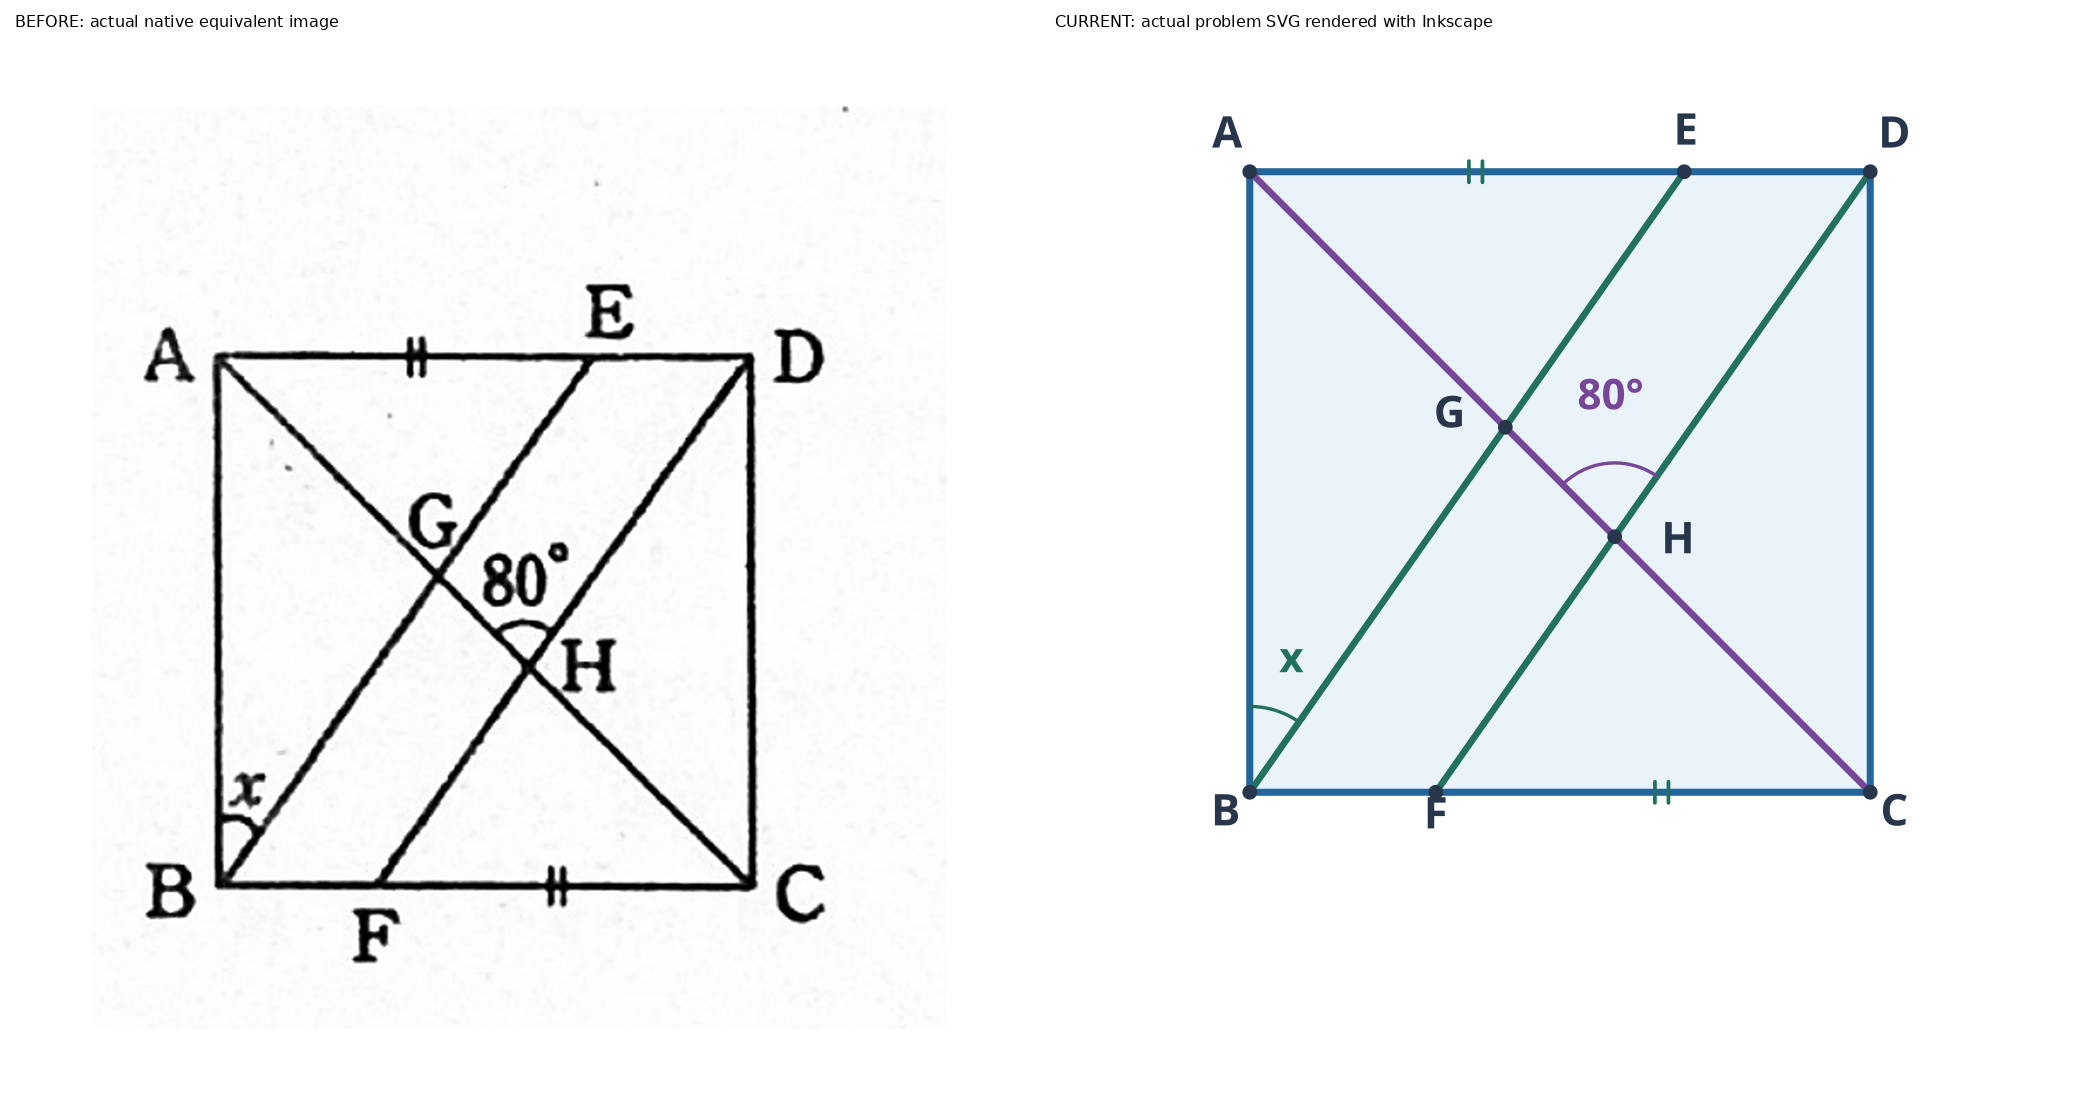 BEFORE: actual native equivalent image
A
E
D
G
80°
H
x
B
F
C
CURRENT: actual problem SVG rendered with Inkscape
A
E
D
G
80°
H
x
B
F
C